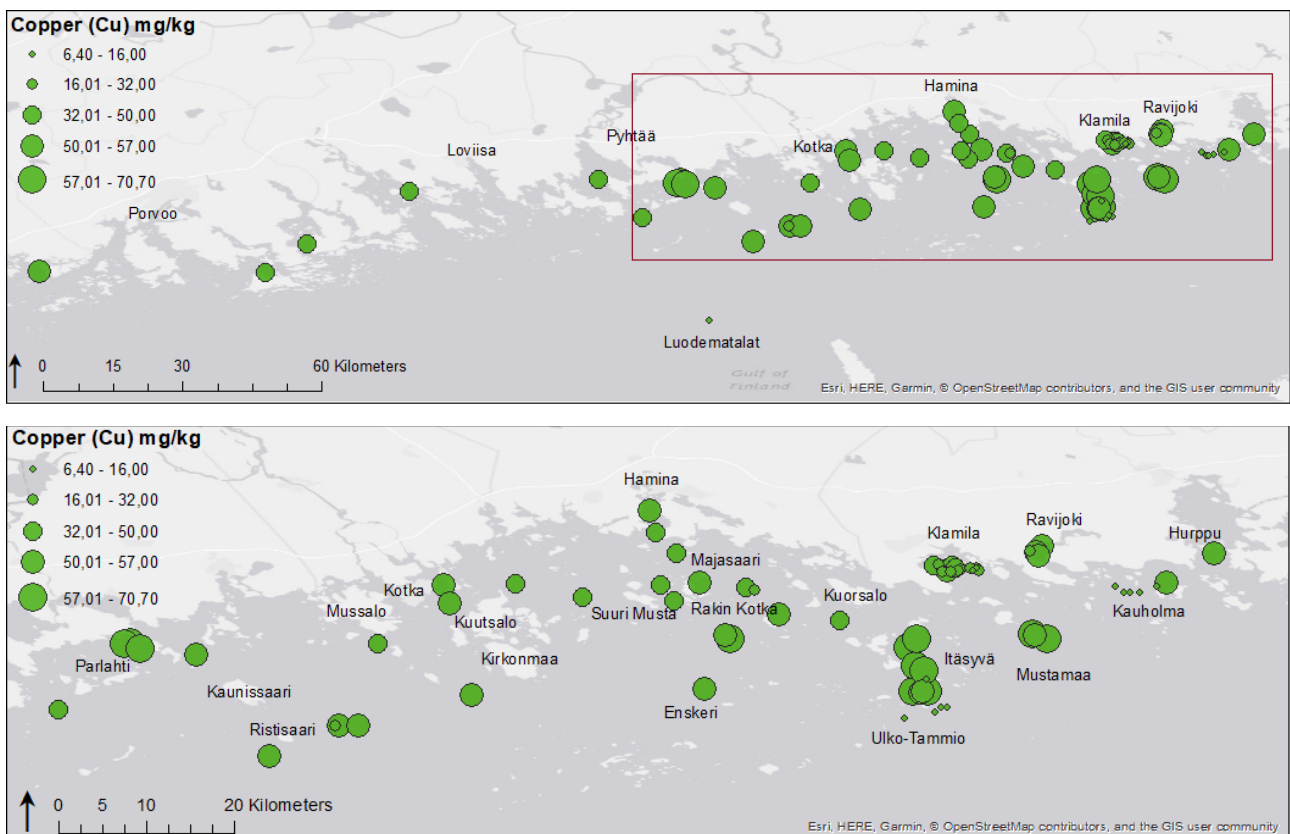 Copper (Cu) mg/kg
6,40 - 16,00
16,01 - 32,00
32,01 - 50,00
50,01 - 57,00
57,01 - 70,70
Hamina
Ravijoki
Klamila
Pyhtää
Kotka
Loviisa
Porvoo
Luodematalat
0 15 30 60 Kilometers
Gulf of
Finland
Esri, HERE, Garmin, © OpenStreetMap contributors, and the GIS user community
Copper (Cu) mg/kg
6,40 - 16,00
16,01 - 32,00
32,01 - 50,00
50,01 - 57,00
57,01 - 70,70
Hamina
Ravijoki
Klamila
Hurppu
Majasaari
Kotka
Mussalo
Kuorsalo
Kauholma
Suuri Musta
Rakin Kotka
Kuutsalo
Kirkonmaa
Itäsyvä
Parlahti
Mustamaa
Kaunissaari
Enskeri
Ristisaari
Ulko-Tammio
0 5 10 20 Kilometers
Esri, HERE, Garmin, © OpenStreetMap contributors, and the GIS user community